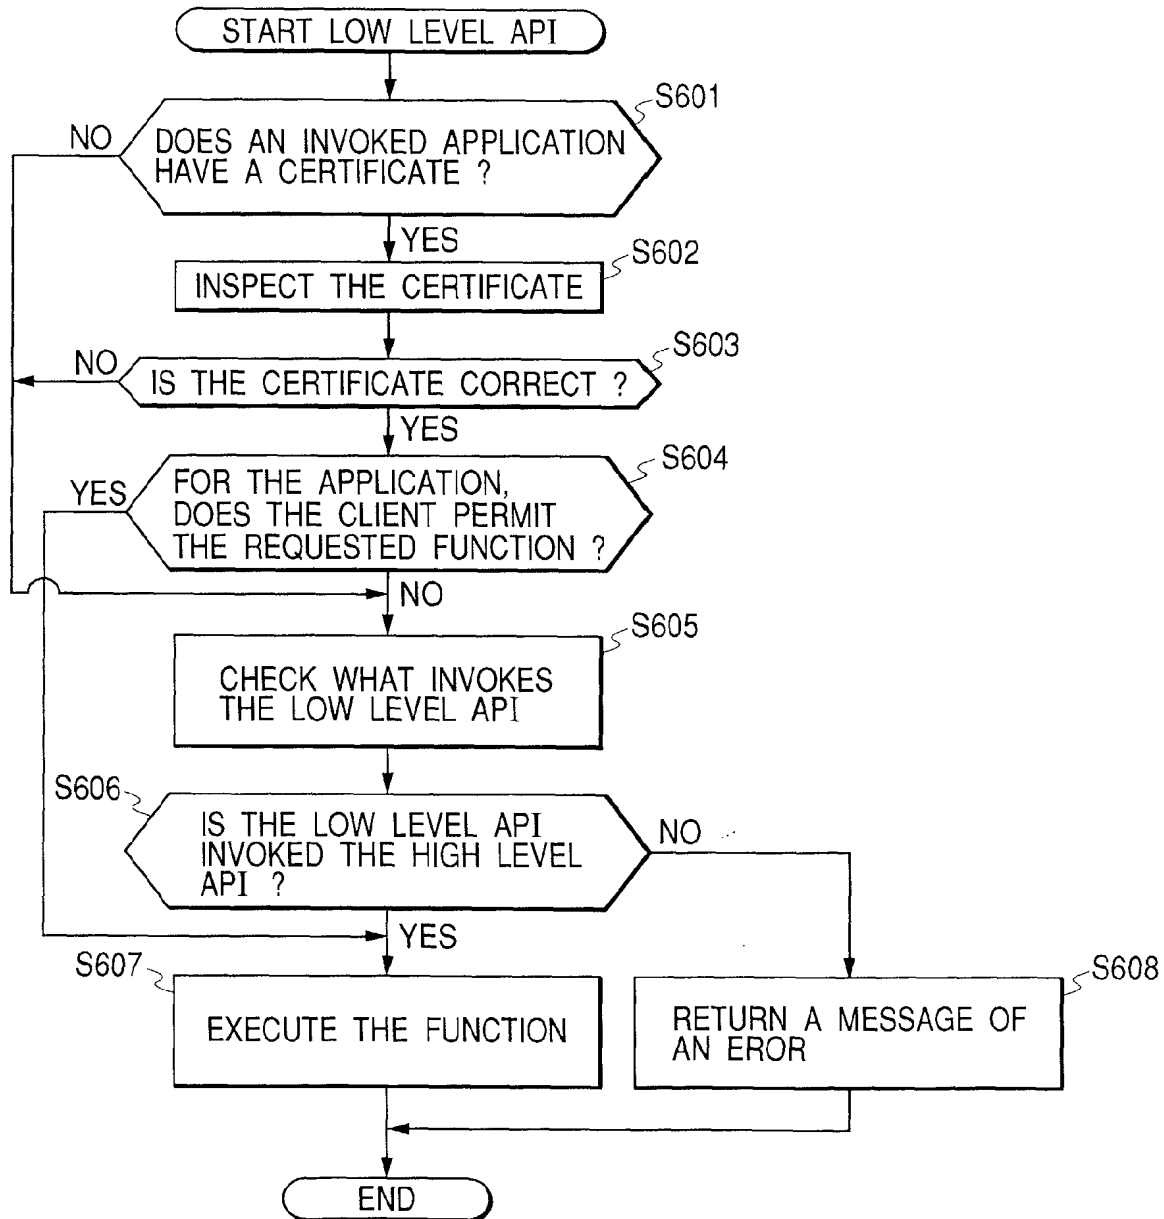 START LOW LEVEL API
S601
NO
DOES AN INVOKED APPLICATION
HAVE A CERTIFICATE ?
YES
S602
INSPECT THE CERTIFICATE
S603
NO
IS THE CERTIFICATE CORRECT ?
YES
S604
YES
FOR THE APPLICATION,
DOES THE CLIENT PERMIT
THE REQUESTED FUNCTION ?
NO
S605
CHECK WHAT INVOKES
THE LOW LEVEL API
S606
IS THE LOW LEVEL API
INVOKED THE HIGH LEVEL
API ?
NO
YES
S607
EXECUTE THE FUNCTION
S608
RETURN A MESSAGE OF
AN EROR
END